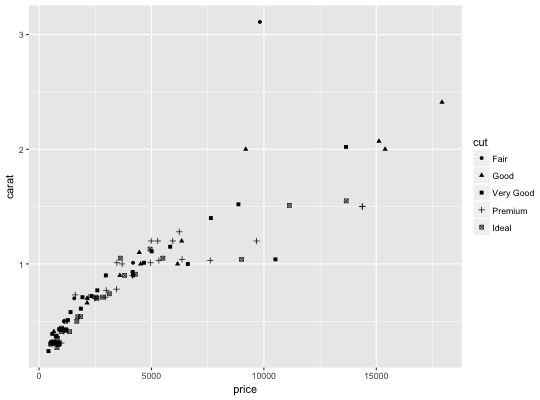 3
2
1
carat
0
5000
10000
15000
price
cut
Fair
Good
Very Good
Premium
Ideal